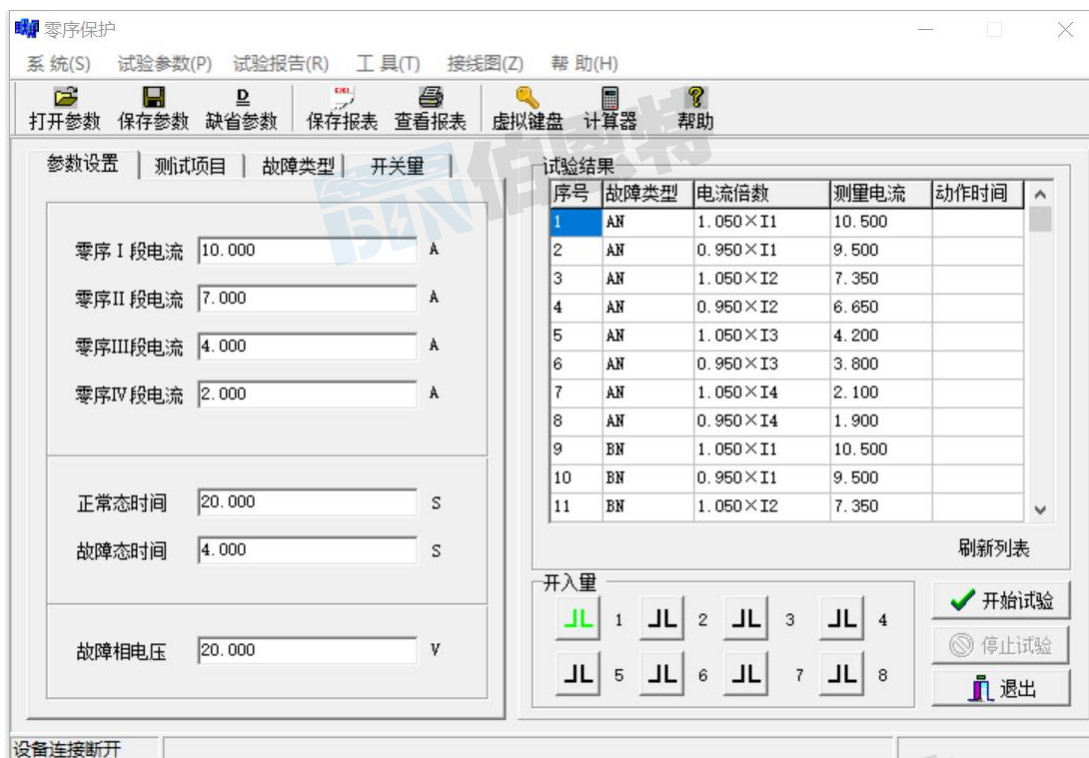 零序保护
系 统(S) 试验参数(P) 试验报告(R) 工 具(T) 接线图(Z) 帮 助(H)
打开参数 保存参数 缺省参数 保存报表 查看报表 虚拟键盘 计算器 帮助
参数设置 测试项目 故障类型 开关量
零序 I 段电流 10.000 A
零序II 段电流 7.000 A
零序III段电流 4.000 A
零序IV 段电流 2.000 A
正常态时间 20.000 S
故障态时间 4.000 S
故障相电压 20.000 V
试验结果
序号 故障类型 电流倍数 测量电流 动作时间
1 AN 1.050×I1 10.500
2 AN 0.950×I1 9.500
3 AN 1.050×I2 7.350
4 AN 0.950×I2 6.650
5 AN 1.050×I3 4.200
6 AN 0.950×I3 3.800
7 AN 1.050×I4 2.100
8 AN 0.950×I4 1.900
9 BN 1.050×I1 10.500
10 BN 0.950×I1 9.500
11 BN 1.050×I2 7.350
刷新列表
开入量
1 2 3 4
5 6 7 8
开始试验
停止试验
退出
设备连接断开
伯恩特